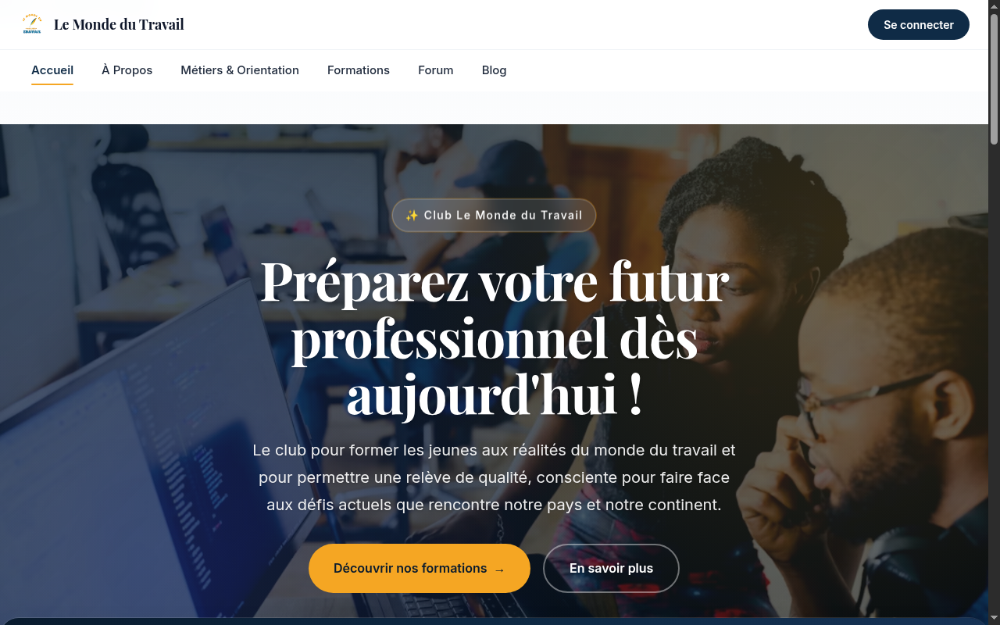 Le Monde du Travail
Se connecter
Accueil
À Propos
Métiers & Orientation
Formations
Forum
Blog
✨ Club Le Monde du Travail
Préparez votre futur
professionnel dès
aujourd'hui !
Le club pour former les jeunes aux réalités du monde du travail et
pour permettre une relève de qualité, consciente pour faire face
aux défis actuels que rencontre notre pays et notre continent.
Découvrir nos formations →
En savoir plus